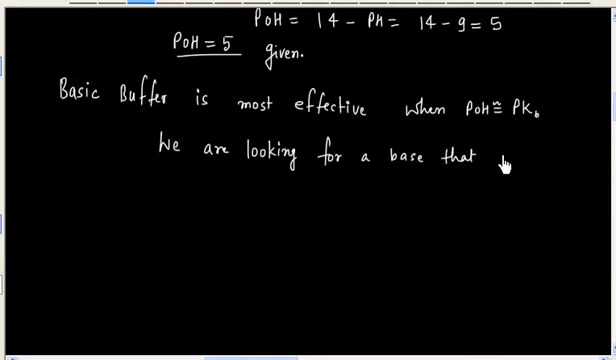 POH = 14 - PH = 14 - 9 = 5
POH = 5 given.
Basic Buffer is most effective when POH ≅ PKb
We are looking for a base that